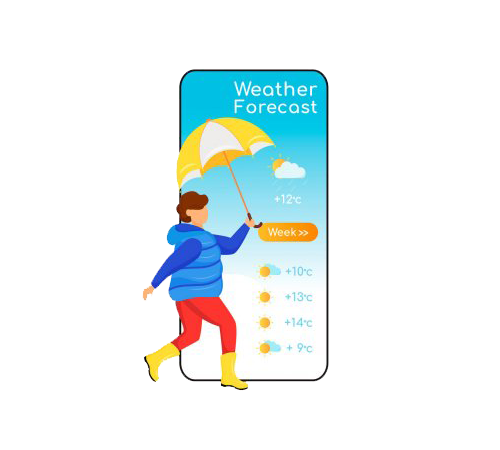 Weather
Forecast
+12°c
Week >>
+10°c
+13°c
+14°c
+ 9°c